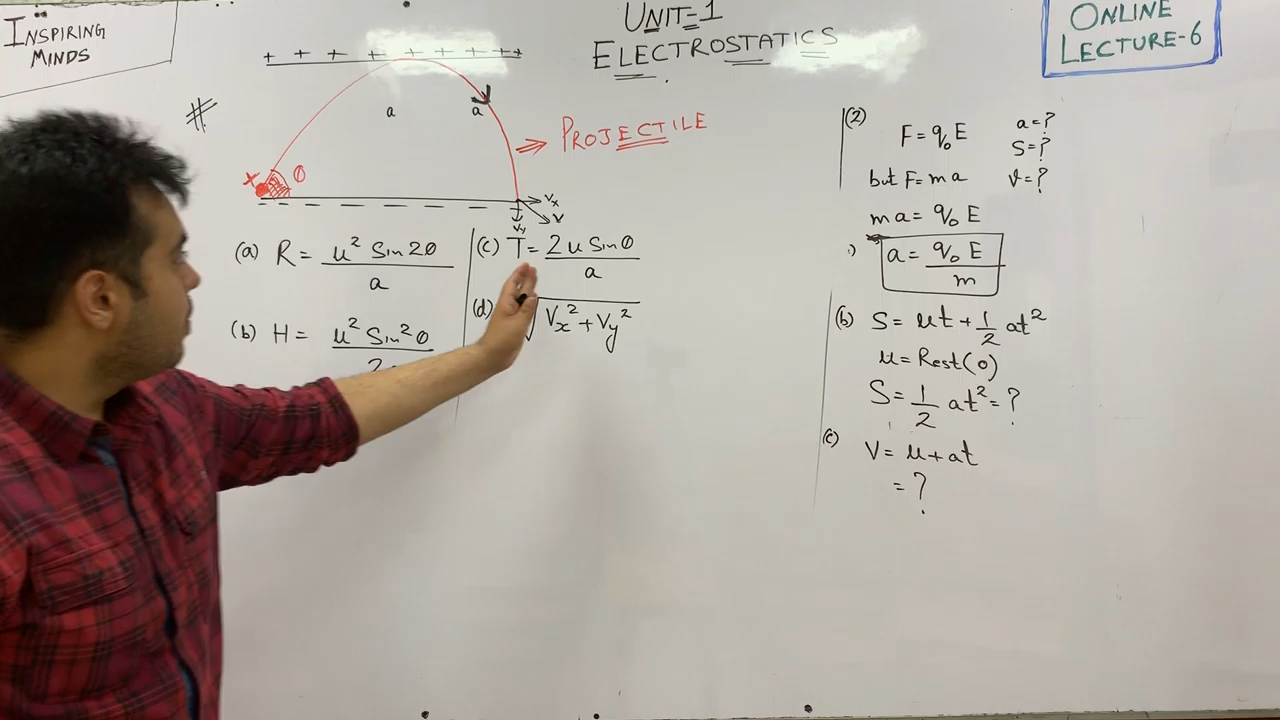 INSPIRING
MINDS
UNIT-1
ELECTROSTATICS
ONLINE
LECTURE-6
+ + + + + + + ++
#
a a
⇒ PROJECTILE
θ
− − − − − − −
Vx
V
Vy
(a) R = u² Sin 2θ / a
(b) H = u² Sin² θ
(c) T = 2u Sin θ / a
(d) √ Vx² + Vy²
(2) F = q₀ E
but F = m a
m a = q₀ E
a = q₀ E / m
a = ?
S = ?
v = ?
(b) S = ut + 1/2 at²
u = Rest (0)
S = 1/2 at² = ?
(c) V = u + at
= ?